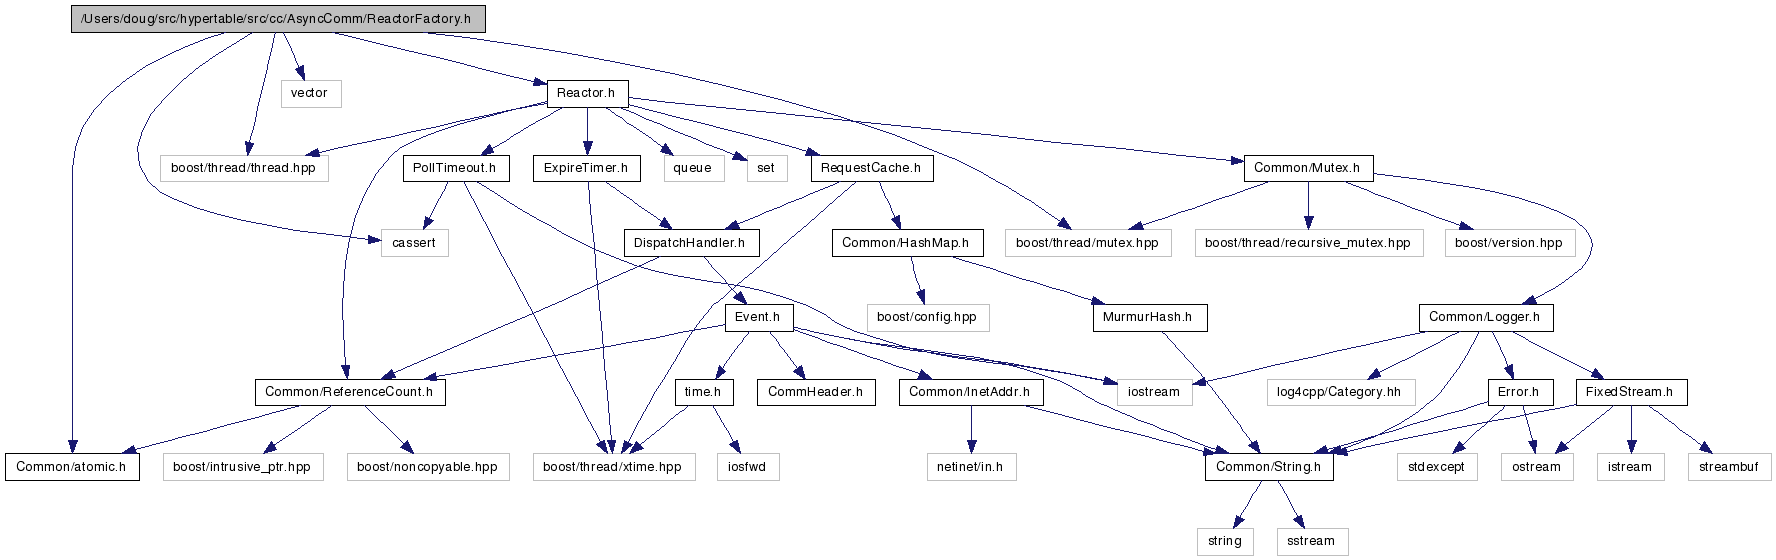 /Users/doug/src/hypertable/src/cc/AsyncComm/ReactorFactory.h
vector
Reactor.h
boost/thread/thread.hpp
PollTimeout.h
ExpireTimer.h
queue
set
RequestCache.h
Common/Mutex.h
cassert
DispatchHandler.h
Common/HashMap.h
boost/thread/mutex.hpp
boost/thread/recursive_mutex.hpp
boost/version.hpp
Event.h
boost/config.hpp
MurmurHash.h
Common/Logger.h
Common/ReferenceCount.h
time.h
CommHeader.h
Common/InetAddr.h
iostream
log4cpp/Category.hh
Error.h
FixedStream.h
Common/atomic.h
boost/intrusive_ptr.hpp
boost/noncopyable.hpp
boost/thread/xtime.hpp
iosfwd
netinet/in.h
Common/String.h
stdexcept
ostream
istream
streambuf
string
sstream